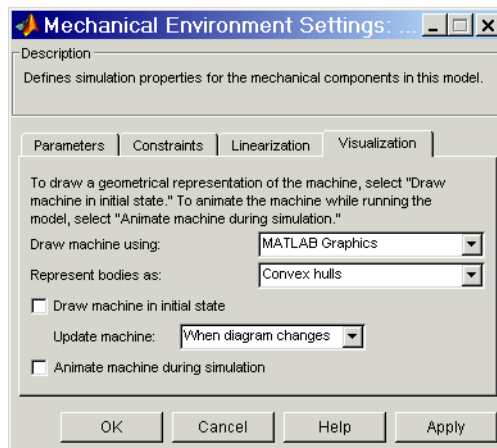 Mechanical Environment Settings: ...
Description
Defines simulation properties for the mechanical components in this model.
Parameters Constraints Linearization Visualization
To draw a geometrical representation of the machine, select "Draw
machine in initial state." To animate the machine while running the
model, select "Animate machine during simulation."
Draw machine using: MATLAB Graphics
Represent bodies as: Convex hulls
Draw machine in initial state
Update machine: When diagram changes
Animate machine during simulation
OK Cancel Help Apply